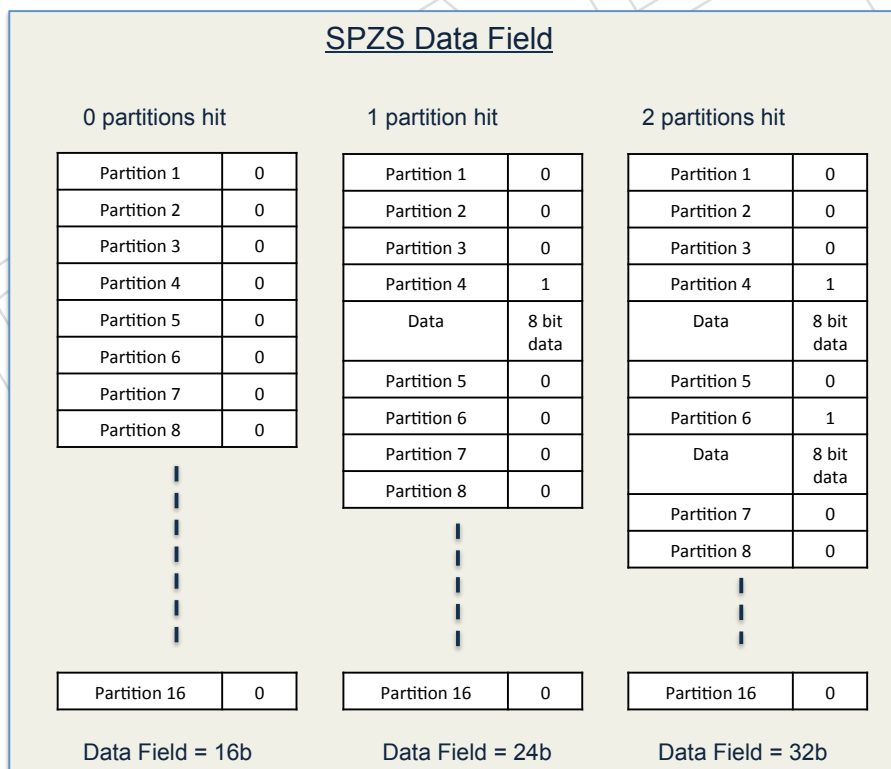 SPZS Data Field
0 partitions hit
Partition 1 0
Partition 2 0
Partition 3 0
Partition 4 0
Partition 5 0
Partition 6 0
Partition 7 0
Partition 8 0
Partition 16 0
Data Field = 16b
1 partition hit
Partition 1 0
Partition 2 0
Partition 3 0
Partition 4 1
Data 8 bit
data
Partition 5 0
Partition 6 0
Partition 7 0
Partition 8 0
Partition 16 0
Data Field = 24b
2 partitions hit
Partition 1 0
Partition 2 0
Partition 3 0
Partition 4 1
Data 8 bit
data
Partition 5 0
Partition 6 1
Data 8 bit
data
Partition 7 0
Partition 8 0
Partition 16 0
Data Field = 32b